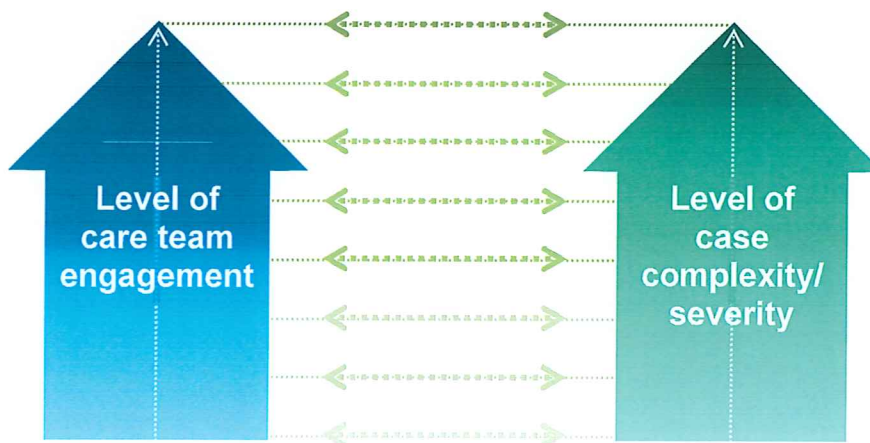 Level of
care team
engagement
Level of
case
complexity/
severity